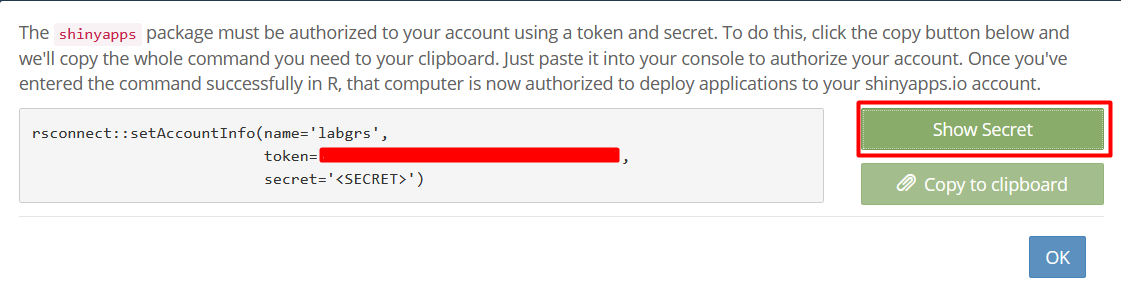 The shinyapps package must be authorized to your account using a token and secret. To do this, click the copy button below and
we'll copy the whole command you need to your clipboard. Just paste it into your console to authorize your account. Once you've
entered the command successfully in R, that computer is now authorized to deploy applications to your shinyapps.io account.
rsconnect::setAccountInfo(name='labgrs',
token= ,
secret='<SECRET>')
Show Secret
Copy to clipboard
OK